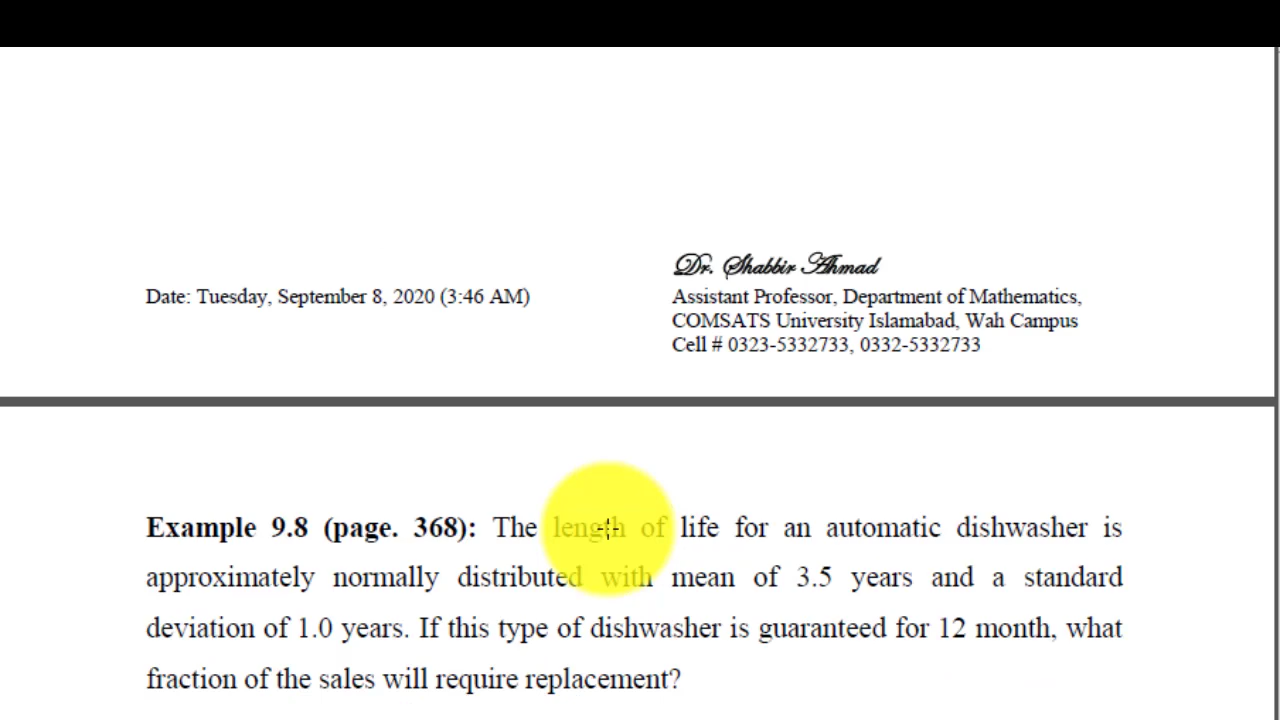 Dr. Shabbir Ahmad
Date: Tuesday, September 8, 2020 (3:46 AM)
Assistant Professor, Department of Mathematics,
COMSATS University Islamabad, Wah Campus
Cell # 0323-5332733, 0332-5332733
Example 9.8 (page. 368): The length of life for an automatic dishwasher is
approximately normally distributed with mean of 3.5 years and a standard
deviation of 1.0 years. If this type of dishwasher is guaranteed for 12 month, what
fraction of the sales will require replacement?